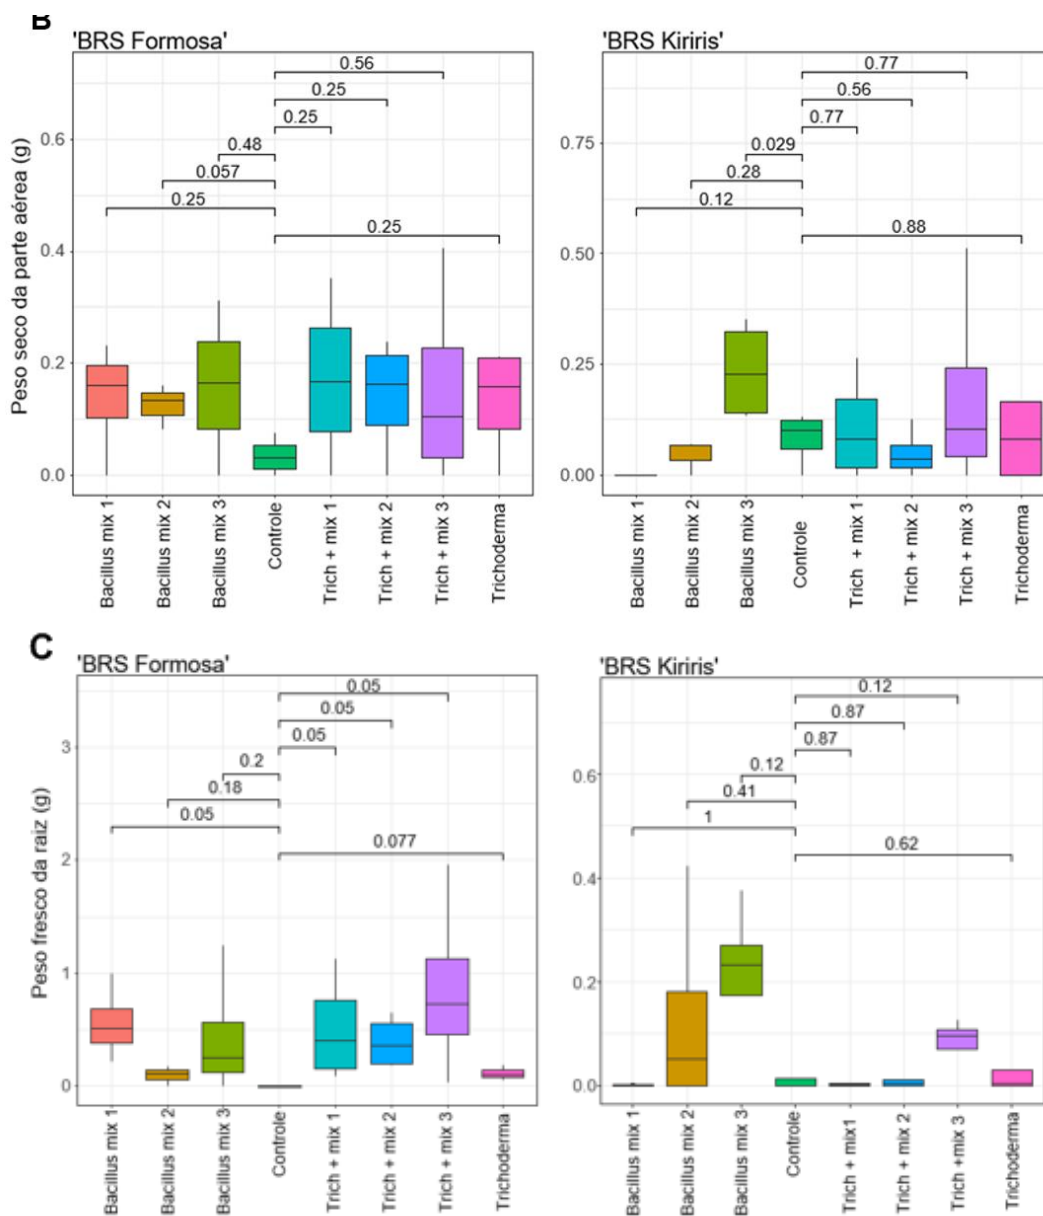 B
'BRS Formosa'
Peso seco da parte aérea (g)
0.6
0.4
0.2
0.0
0.56
0.25
0.25
0.48
0.057
0.25
0.25
Bacillus mix 1
Bacillus mix 2
Bacillus mix 3
Controle
Trich + mix 1
Trich + mix 2
Trich + mix 3
Trichoderma
'BRS Kiriris'
0.75
0.50
0.25
0.00
0.77
0.56
0.77
0.029
0.28
0.12
0.88
Bacillus mix 1
Bacillus mix 2
Bacillus mix 3
Controle
Trich + mix 1
Trich + mix 2
Trich + mix 3
Trichoderma
C
'BRS Formosa'
Peso fresco da raiz (g)
3
2
1
0
0.05
0.05
0.05
0.2
0.18
0.05
0.077
Bacillus mix 1
Bacillus mix 2
Bacillus mix 3
Controle
Trich + mix 1
Trich + mix 2
Trich + mix 3
Trichoderma
'BRS Kiriris'
0.6
0.4
0.2
0.0
0.12
0.87
0.87
0.12
0.41
1
0.62
Bacillus mix 1
Bacillus mix 2
Bacillus mix 3
Controle
Trich + mix1
Trich + mix 2
Trich +mix 3
Trichoderma